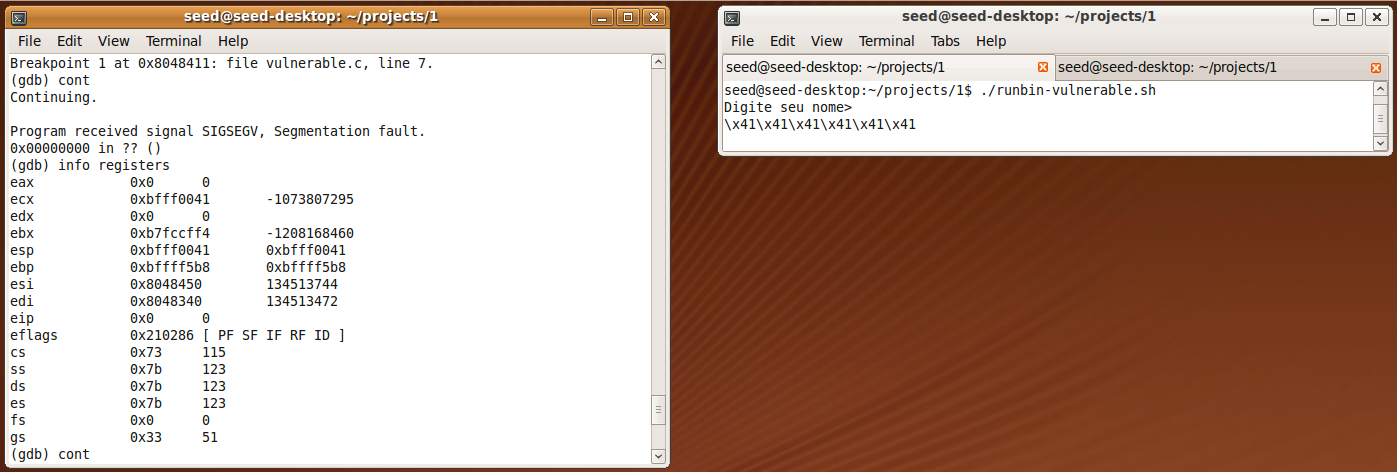 seed@seed-desktop: ~/projects/1
File Edit View Terminal Help
Breakpoint 1 at 0x8048411: file vulnerable.c, line 7.
(gdb) cont
Continuing.
Program received signal SIGSEGV, Segmentation fault.
0x00000000 in ?? ()
(gdb) info registers
eax 0x0 0
ecx 0xbfff0041 -1073807295
edx 0x0 0
ebx 0xb7fccff4 -1208168460
esp 0xbfff0041 0xbfff0041
ebp 0xbffff5b8 0xbffff5b8
esi 0x8048450 134513744
edi 0x8048340 134513472
eip 0x0 0
eflags 0x210286 [ PF SF IF RF ID ]
cs 0x73 115
ss 0x7b 123
ds 0x7b 123
es 0x7b 123
fs 0x0 0
gs 0x33 51
(gdb) cont
seed@seed-desktop: ~/projects/1
File Edit View Terminal Tabs Help
seed@seed-desktop: ~/projects/1 seed@seed-desktop: ~/projects/1
seed@seed-desktop:~/projects/1$ ./runbin-vulnerable.sh
Digite seu nome>
\x41\x41\x41\x41\x41\x41